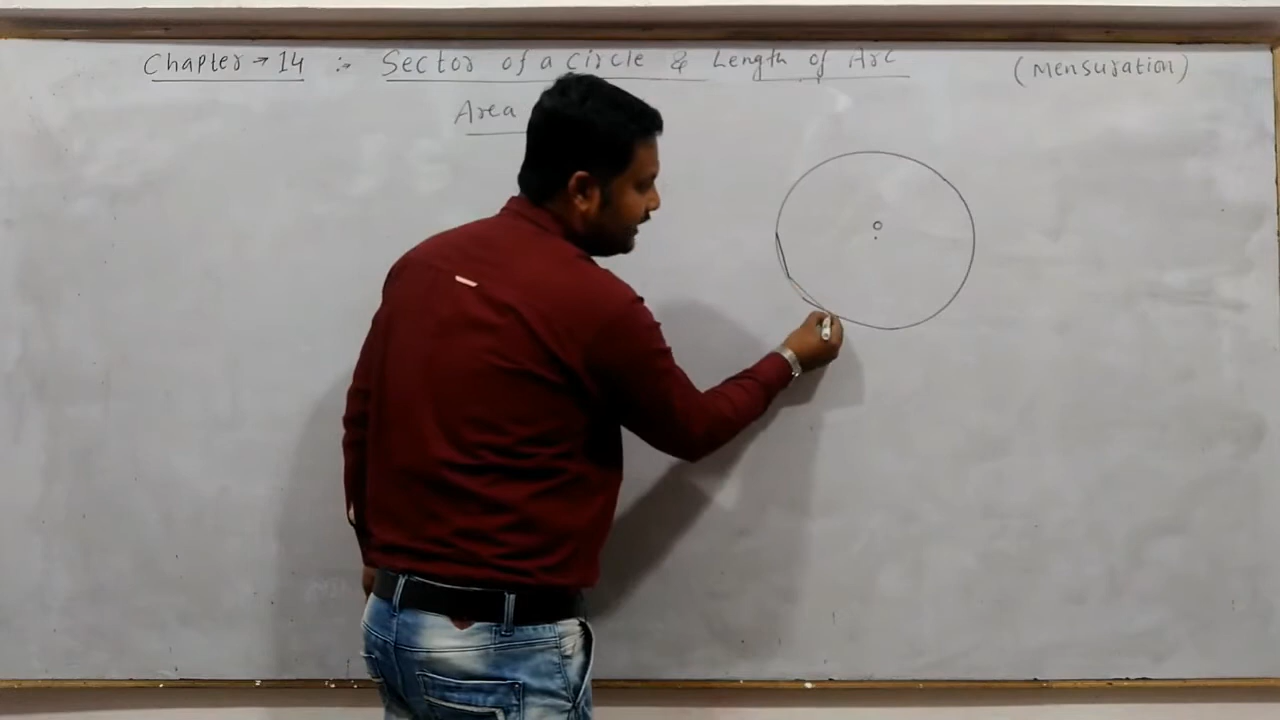 Chapter → 14 :- Sector of a Circle & Length of Arc (Mensuration)
Area
O